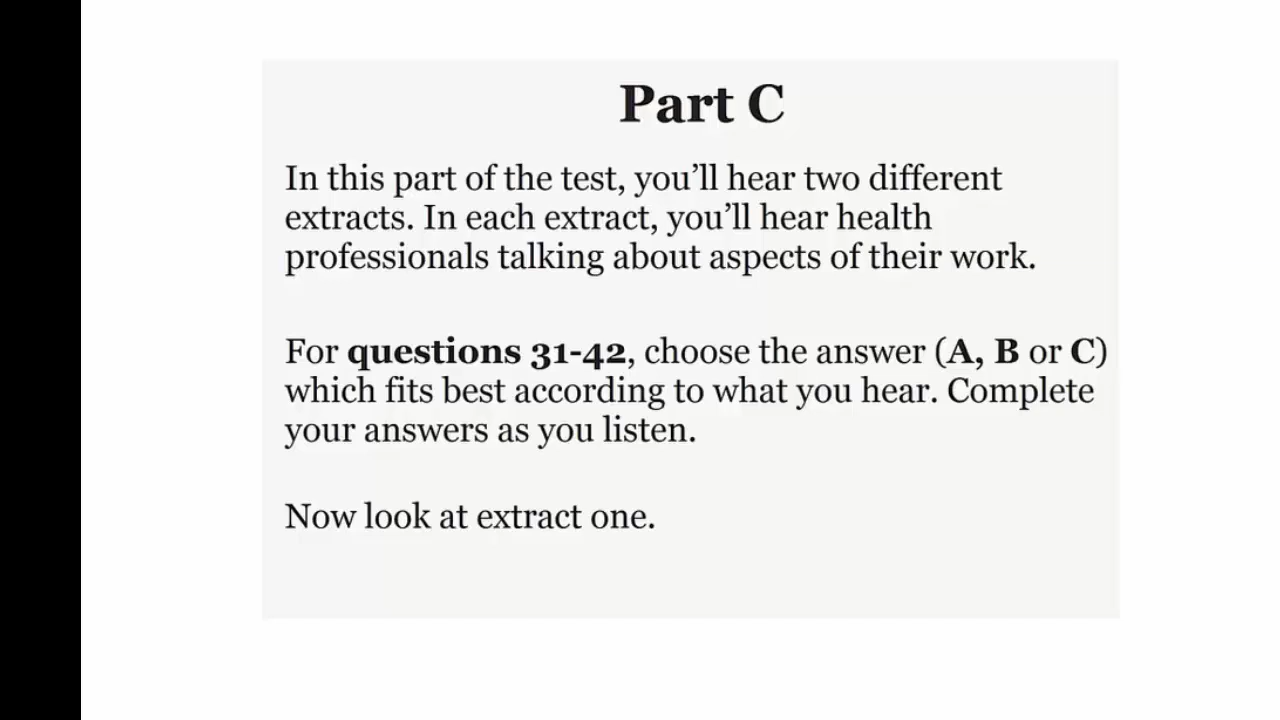 Part C
In this part of the test, you’ll hear two different
extracts. In each extract, you’ll hear health
professionals talking about aspects of their work.
For questions 31-42, choose the answer (A, B or C)
which fits best according to what you hear. Complete
your answers as you listen.
Now look at extract one.